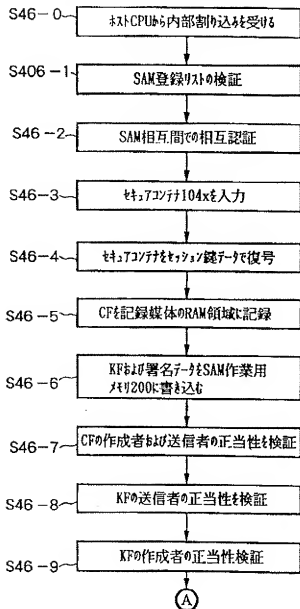 S46-0
ホストCPUから内部割り込みを受ける
S406-1
SAM登録リストの検証
S46-2
SAM相互間での相互認証
S46-3
セキュアコンテナ104xを入力
S46-4
セキュアコンテナをセッション鍵データで復号
S46-5
CFを記録媒体のRAM領域に記録
S46-6
KFおよび署名データをSAM作業用
メモリ200に書き込む
S46-7
CFの作成者および送信者の正当性を検証
S46-8
KFの送信者の正当性を検証
S46-9
KFの作成者の正当性検証
A